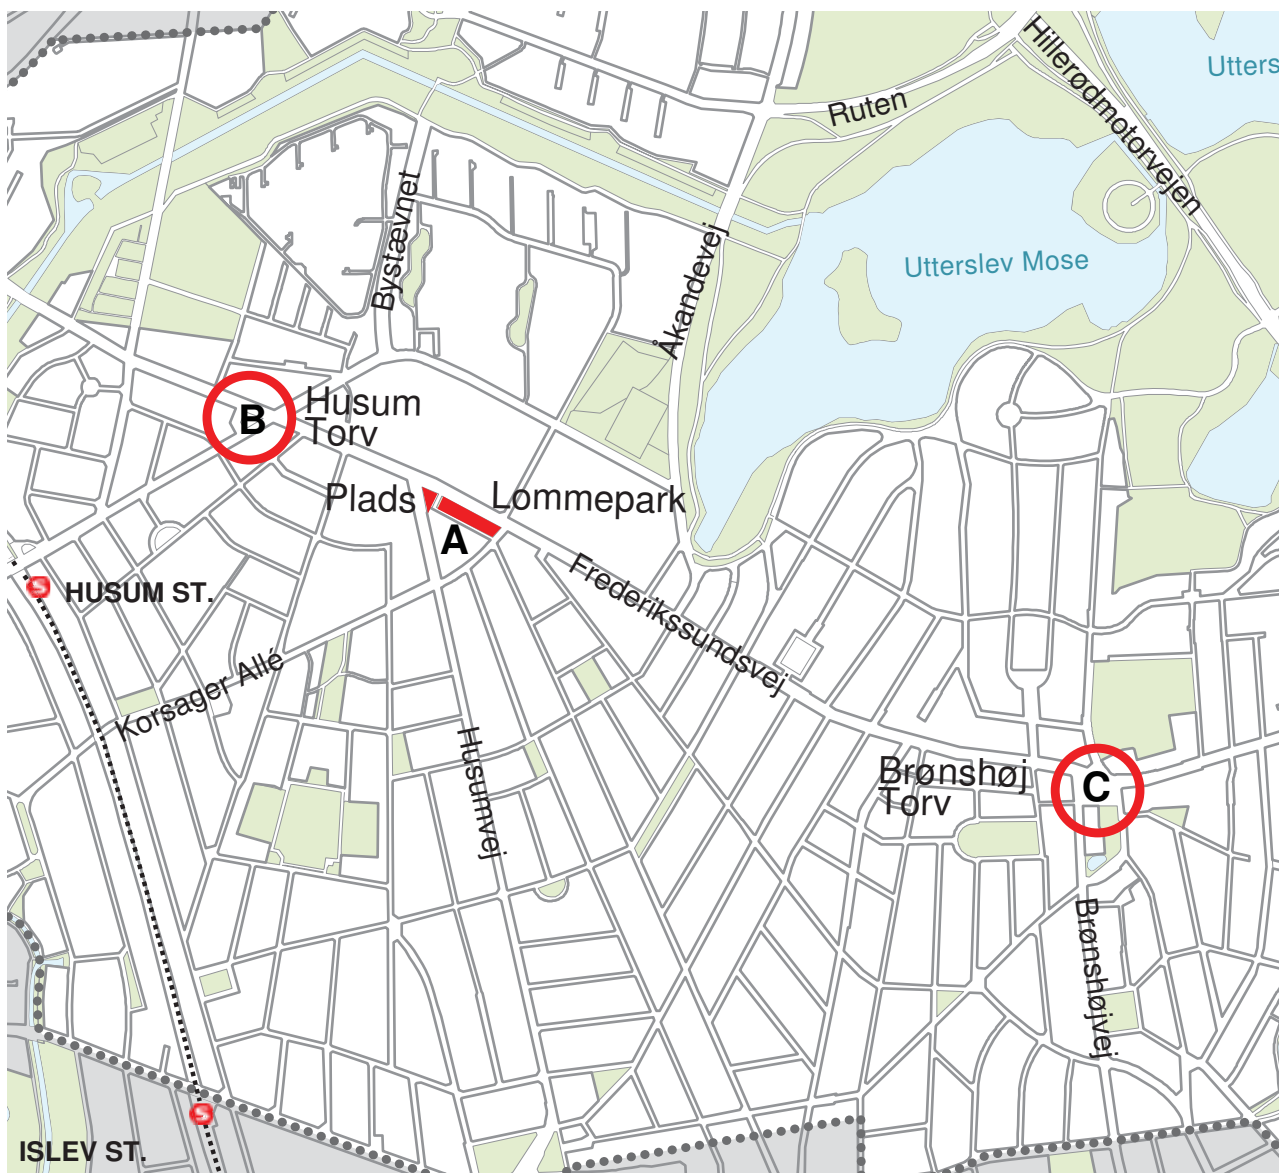 Utters
Hillerødmotorvejen
Ruten
Bystævnet
Åkandevej
Utterslev Mose
B
Husum
Torv
Plads
Lommepark
A
S
HUSUM ST.
Frederikssundsvej
Korsager Allé
Husumvej
Brønshøj
Torv
C
Brønshøjvej
S
ISLEV ST.